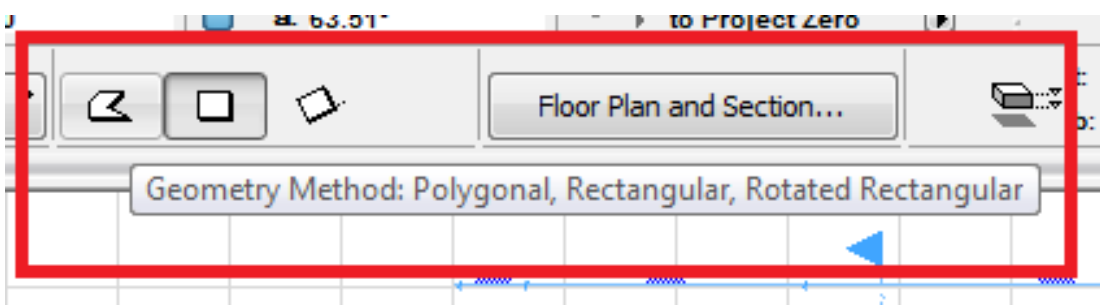 a: 63.51° to Project Zero
Floor Plan and Section...
Geometry Method: Polygonal, Rectangular, Rotated Rectangular